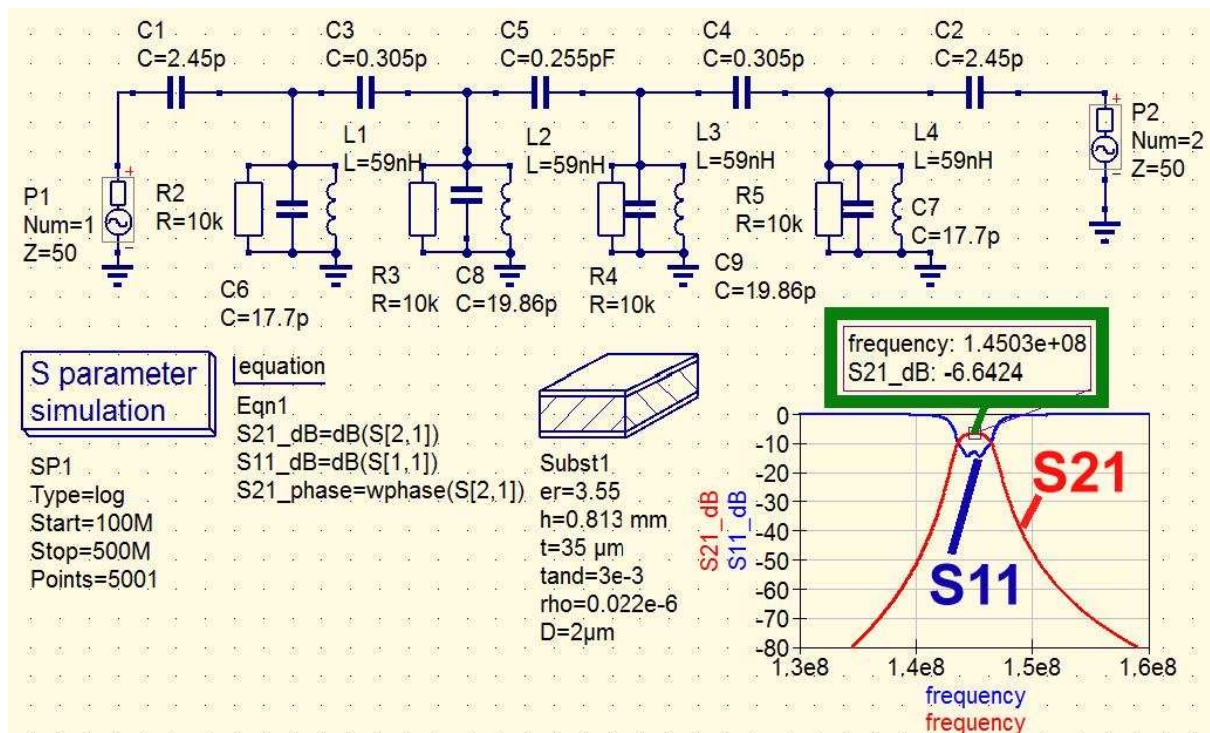 C1
C=2.45p
C3
C=0.305p
C5
C=0.255pF
C4
C=0.305p
C2
C=2.45p
P1
Num=1
Z=50
R2
R=10k
L1
L=59nH
L2
L=59nH
L3
L=59nH
R5
R=10k
L4
L=59nH
C7
C=17.7p
P2
Num=2
Z=50
C6
C=17.7p
R3
R=10k
C8
C=19.86p
R4
R=10k
C9
C=19.86p
S parameter
simulation
SP1
Type=log
Start=100M
Stop=500M
Points=5001
equation
Eqn1
S21_dB=dB(S[2,1])
S11_dB=dB(S[1,1])
S21_phase=wphase(S[2,1])
Subst1
er=3.55
h=0.813 mm
t=35 µm
tand=3e-3
rho=0.022e-6
D=2µm
frequency: 1.4503e+08
S21_dB: -6.6424
0
-10
-20
-30
-40
-50
-60
-70
-80
S21_dB
S11_dB
S21
S11
1.3e8 1.4e8 1.5e8 1.6e8
frequency
frequency